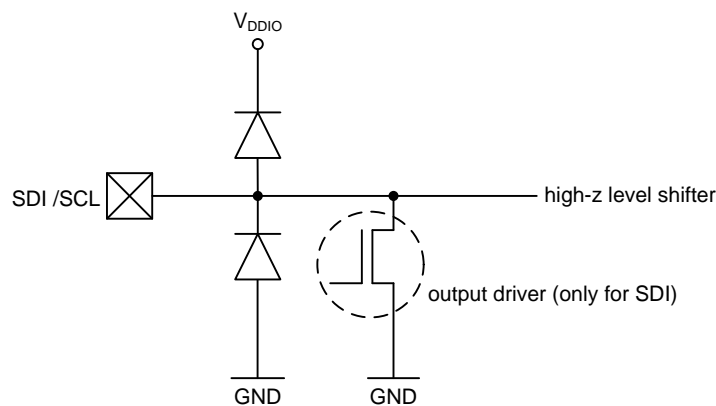 VDDIO
SDI /SCL
high-z level shifter
output driver (only for SDI)
GND
GND